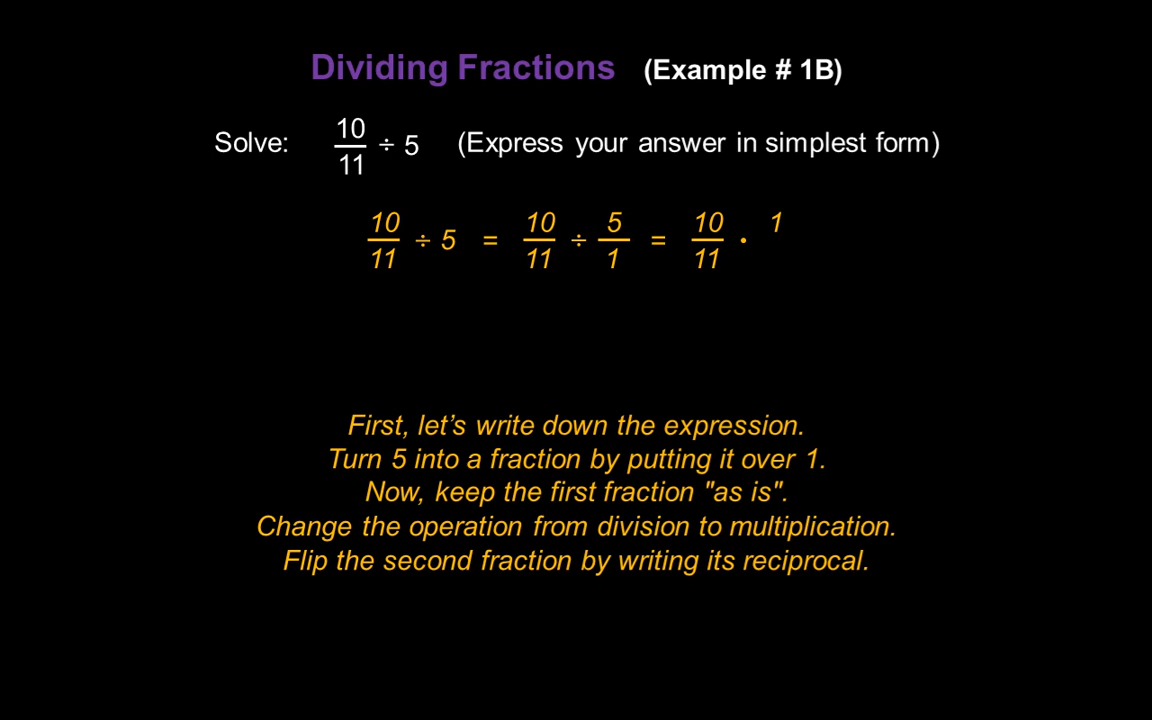 Dividing Fractions (Example # 1B)
Solve: 10/11 ÷ 5 (Express your answer in simplest form)
10/11 ÷ 5 = 10/11 ÷ 5/1 = 10/11 · 1
First, let’s write down the expression.
Turn 5 into a fraction by putting it over 1.
Now, keep the first fraction "as is".
Change the operation from division to multiplication.
Flip the second fraction by writing its reciprocal.